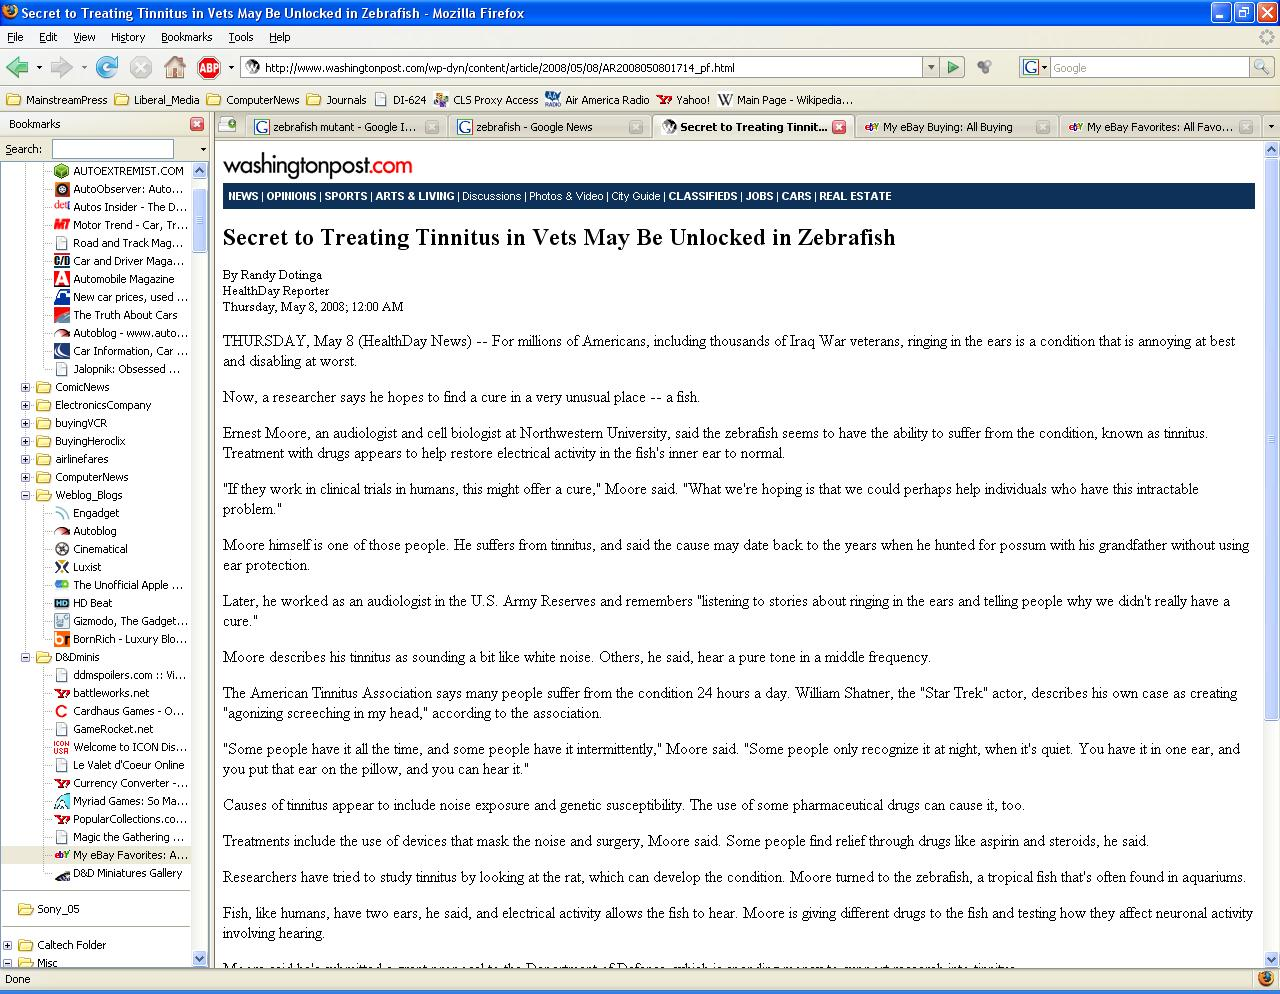 Secret to Treating Tinnitus in Vets May Be Unlocked in Zebrafish - Mozilla Firefox
File Edit View History Bookmarks Tools Help
ABP http://www.washingtonpost.com/wp-dyn/content/article/2008/05/08/AR2008050801714_pf.html G Google
MainstreamPress Liberal_Media ComputerNews Journals DI-624 CLS Proxy Access Air America Radio Yahoo! Main Page - Wikipedia...
Bookmarks
zebrafish mutant - Google I... zebrafish - Google News Secret to Treating Tinnit... My eBay Buying: All Buying My eBay Favorites: All Favo...
Search:
AUTOEXTREMIST.COM
AutoObserver: Auto...
Autos Insider - The D...
Motor Trend - Car, Tr...
Road and Track Mag...
Car and Driver Maga...
Automobile Magazine
New car prices, used ...
The Truth About Cars
Autoblog - www.auto...
Car Information, Car ...
Jalopnik: Obsessed ...
ComicNews
ElectronicsCompany
buyingVCR
BuyingHeroclix
airlinefares
ComputerNews
Weblog_Blogs
Engadget
Autoblog
Cinematical
Luxist
The Unofficial Apple ...
HD Beat
Gizmodo, The Gadget...
BornRich - Luxury Blo...
D&Dminis
ddmspoilers.com :: Vi...
battleworks.net
Cardhaus Games - O...
GameRocket.net
Welcome to ICON Dis...
Le Valet d'Coeur Online
Currency Converter -...
Myriad Games: So Ma...
PopularCollections.co...
Magic the Gathering ...
My eBay Favorites: A...
D&D Miniatures Gallery
Sony_05
Caltech Folder
Misc
washingtonpost.com
NEWS | OPINIONS | SPORTS | ARTS & LIVING | Discussions | Photos & Video | City Guide | CLASSIFIEDS | JOBS | CARS | REAL ESTATE
Secret to Treating Tinnitus in Vets May Be Unlocked in Zebrafish
By Randy Dotinga
HealthDay Reporter
Thursday, May 8, 2008; 12:00 AM
THURSDAY, May 8 (HealthDay News) -- For millions of Americans, including thousands of Iraq War veterans, ringing in the ears is a condition that is annoying at best
and disabling at worst.
Now, a researcher says he hopes to find a cure in a very unusual place -- a fish.
Ernest Moore, an audiologist and cell biologist at Northwestern University, said the zebrafish seems to have the ability to suffer from the condition, known as tinnitus.
Treatment with drugs appears to help restore electrical activity in the fish's inner ear to normal.
"If they work in clinical trials in humans, this might offer a cure," Moore said. "What we're hoping is that we could perhaps help individuals who have this intractable
problem."
Moore himself is one of those people. He suffers from tinnitus, and said the cause may date back to the years when he hunted for possum with his grandfather without using
ear protection.
Later, he worked as an audiologist in the U.S. Army Reserves and remembers "listening to stories about ringing in the ears and telling people why we didn't really have a
cure."
Moore describes his tinnitus as sounding a bit like white noise. Others, he said, hear a pure tone in a middle frequency.
The American Tinnitus Association says many people suffer from the condition 24 hours a day. William Shatner, the "Star Trek" actor, describes his own case as creating
"agonizing screeching in my head," according to the association.
"Some people have it all the time, and some people have it intermittently," Moore said. "Some people only recognize it at night, when it's quiet. You have it in one ear, and
you put that ear on the pillow, and you can hear it."
Causes of tinnitus appear to include noise exposure and genetic susceptibility. The use of some pharmaceutical drugs can cause it, too.
Treatments include the use of devices that mask the noise and surgery, Moore said. Some people find relief through drugs like aspirin and steroids, he said.
Researchers have tried to study tinnitus by looking at the rat, which can develop the condition. Moore turned to the zebrafish, a tropical fish that's often found in aquariums.
Fish, like humans, have two ears, he said, and electrical activity allows the fish to hear. Moore is giving different drugs to the fish and testing how they affect neuronal activity
involving hearing.
Moore said he's submitted a grant proposal to the Department of Defense, which is spending money to support research into tinnitus.
Done